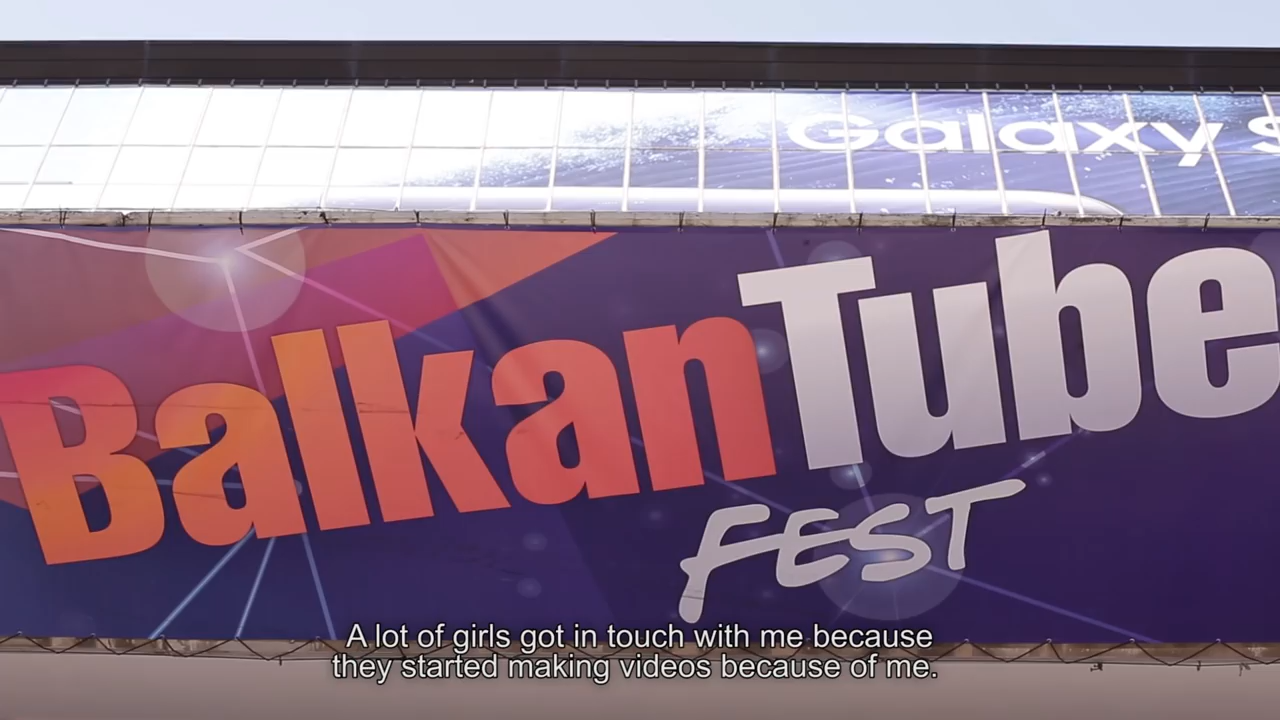 Galaxy S
BalkanTube
FEST
A lot of girls got in touch with me because
they started making videos because of me.